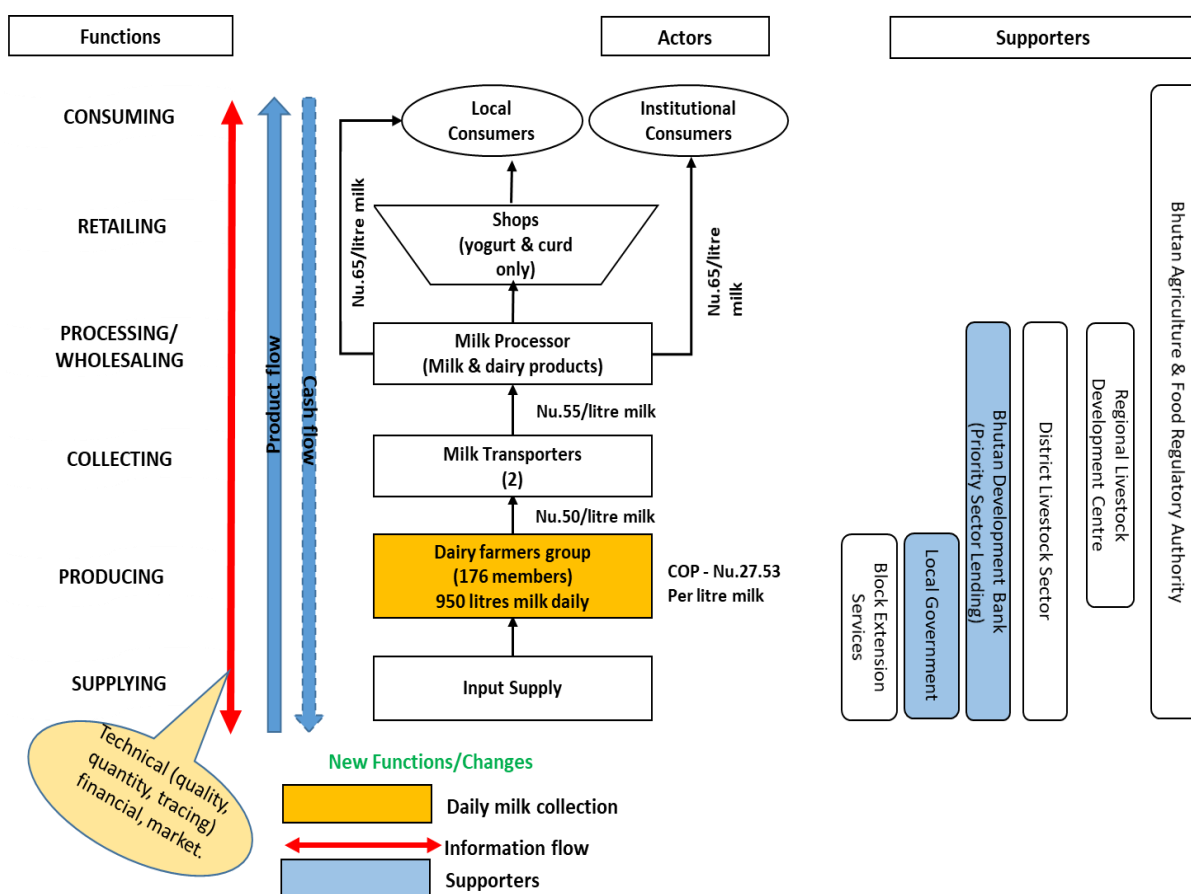 Functions
Actors
Supporters
CONSUMING
RETAILING
PROCESSING/
WHOLESALING
COLLECTING
PRODUCING
SUPPLYING
Product flow
Cash flow
Local
Consumers
Institutional
Consumers
Nu.65/litre milk
Shops
(yogurt & curd
only)
Nu.65/litre
milk
Milk Processor
(Milk & dairy products)
Nu.55/litre milk
Milk Transporters
(2)
Nu.50/litre milk
Dairy farmers group
(176 members)
950 litres milk daily
COP - Nu.27.53
Per litre milk
Input Supply
Block Extension
Services
Local Government
Bhutan Development Bank
(Priority Sector Lending)
District Livestock Sector
Regional Livestock
Development Centre
Bhutan Agriculture & Food Regulatory Authority
Technical (quality,
quantity, tracing)
financial, market.
New Functions/Changes
Daily milk collection
Information flow
Supporters